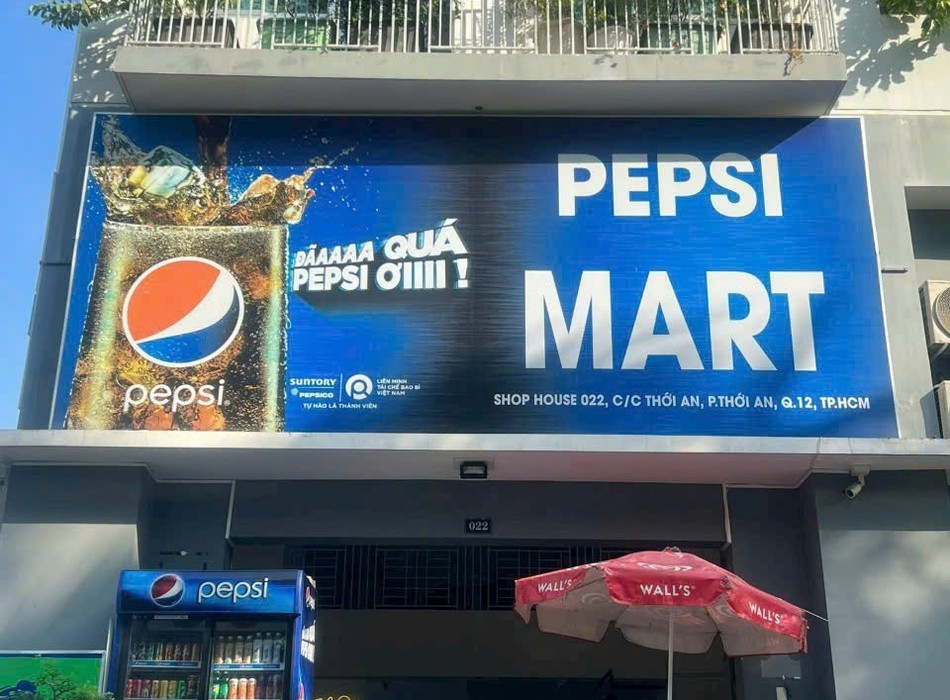 PEPSI
MART
SHOP HOUSE 022, C/C THỚI AN, P.THỚI AN, Q.12, TP.HCM
ĐÃAAAA QUÁ
PEPSI ƠIIII !
pepsi
SUNTORY
PEPSICO
LIÊN MINH
TÁI CHẾ BAO BÌ
VIỆT NAM
TỰ HÀO LÀ THÀNH VIÊN
022
pepsi
WALL'S
WALL'S
WALL'S